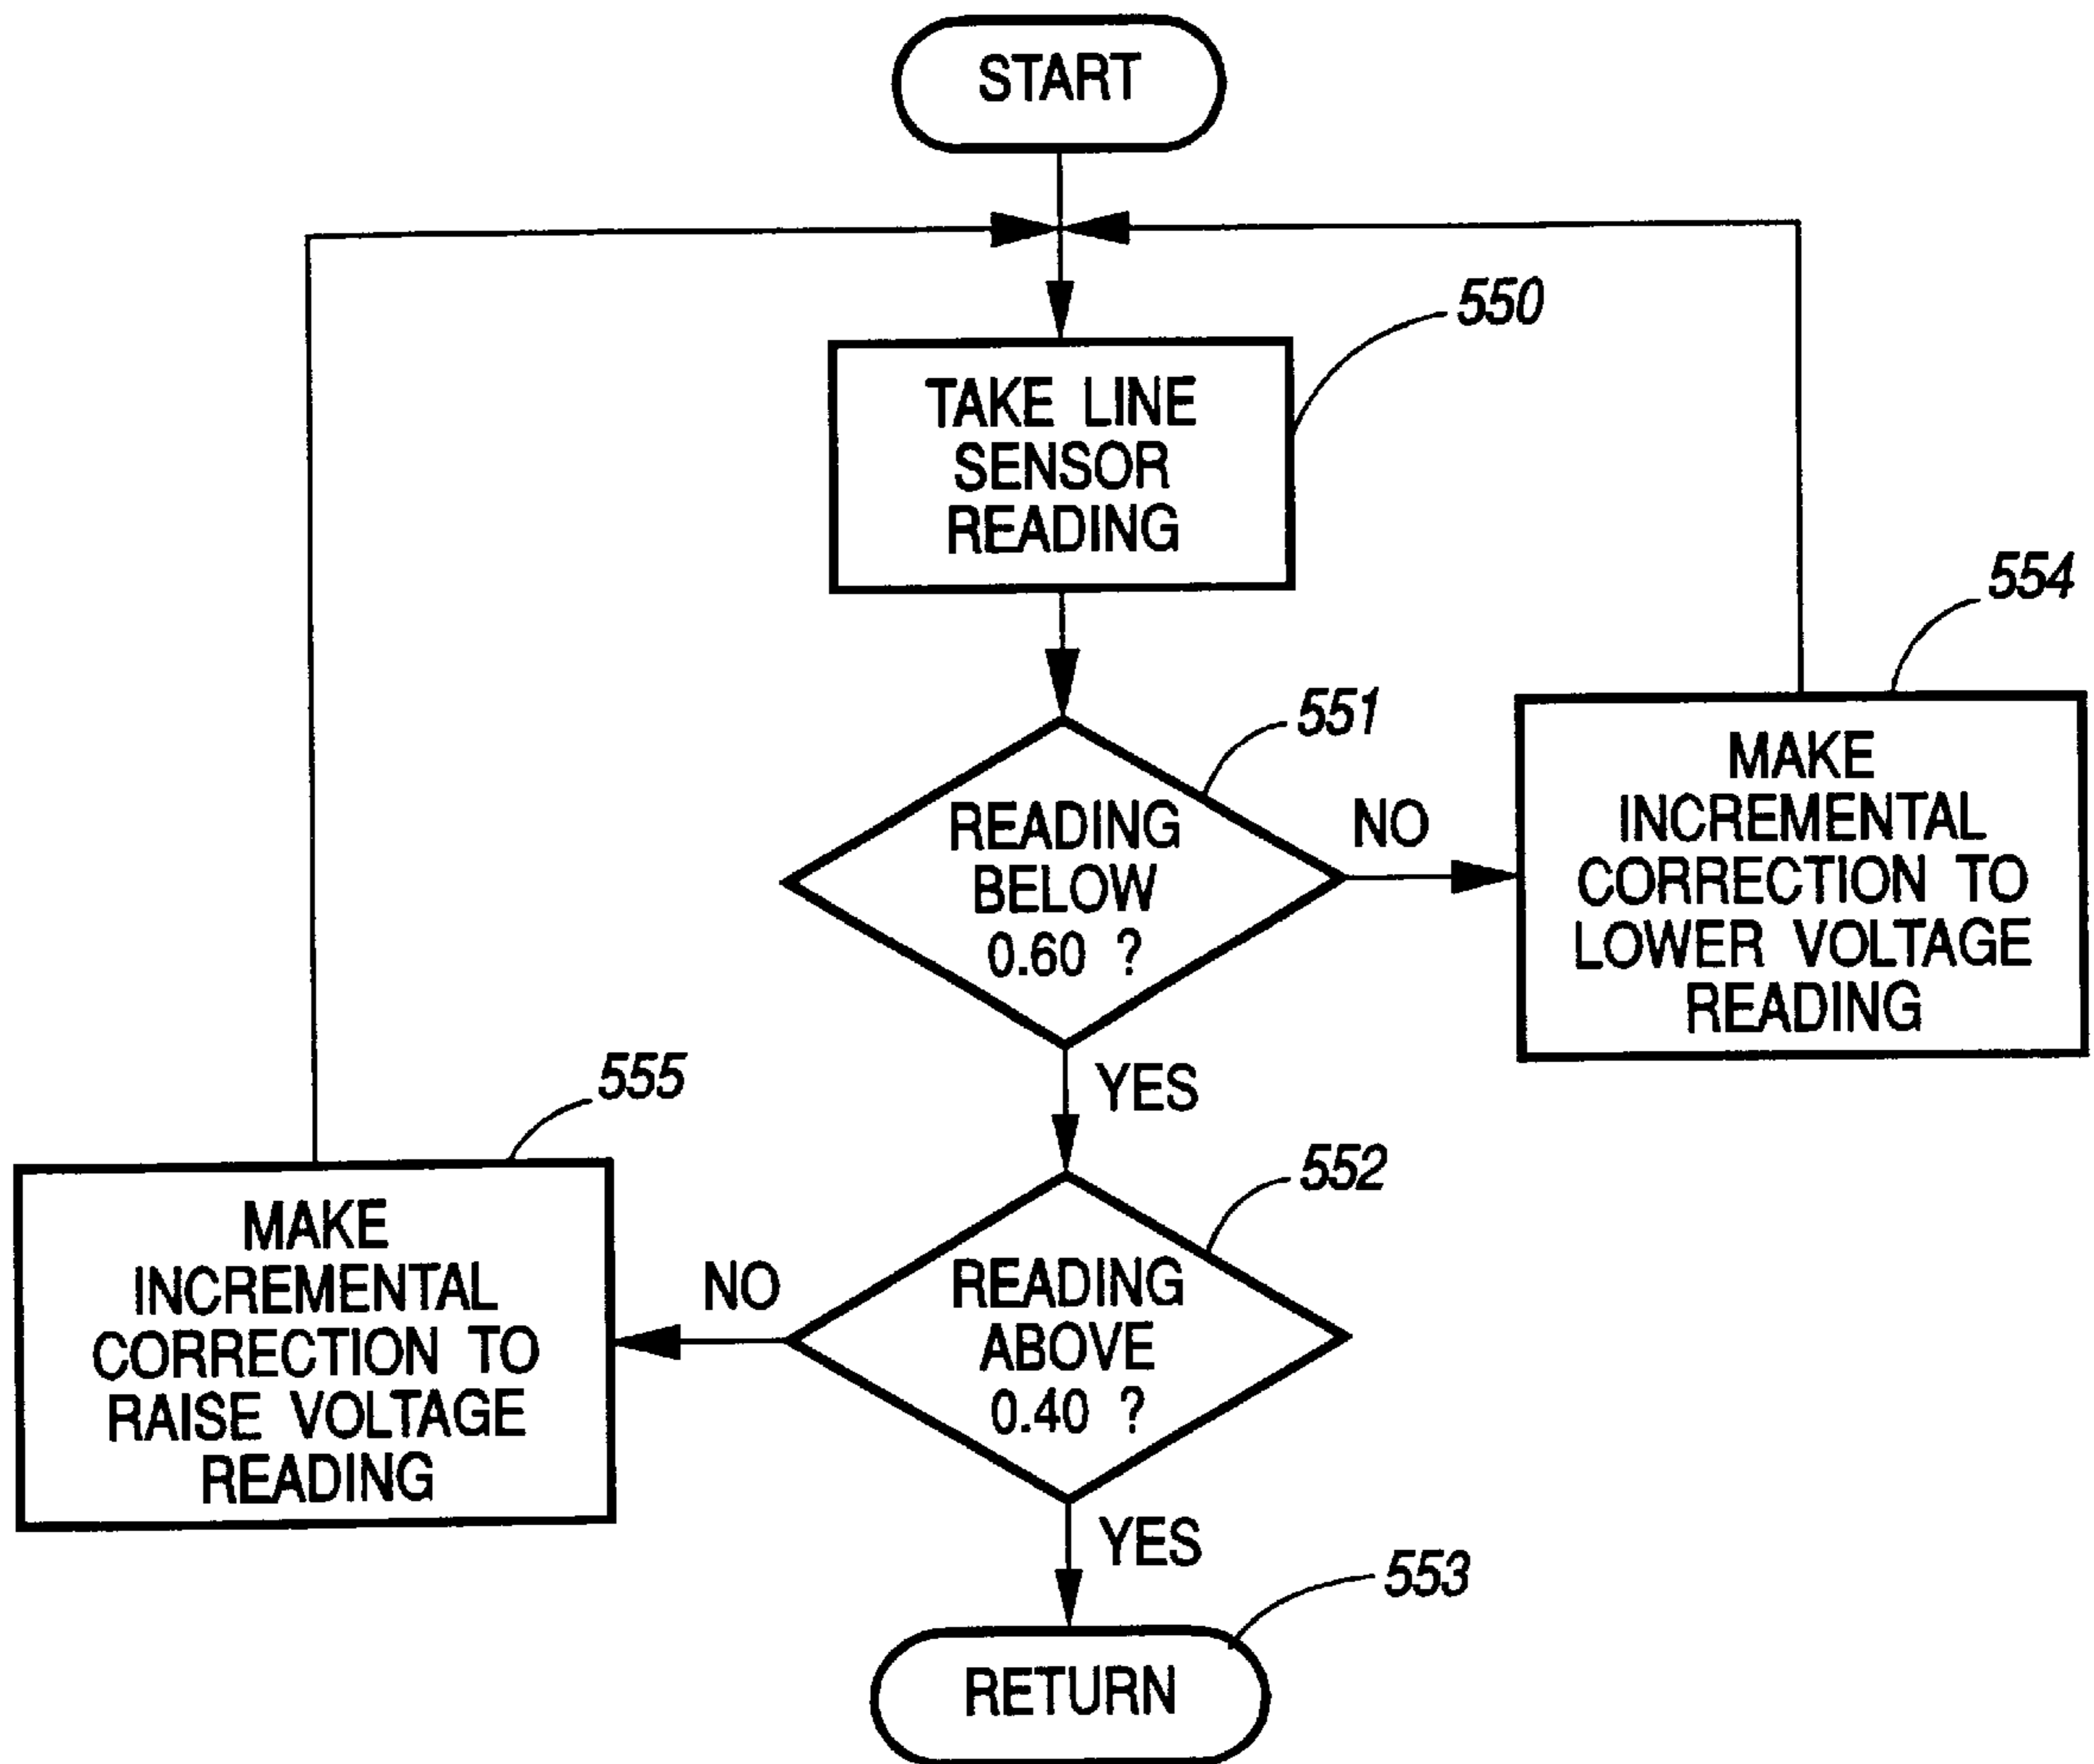 START
550
TAKE LINE
SENSOR
READING
554
551
READING
BELOW
0.60 ?
NO
MAKE
INCREMENTAL
CORRECTION TO
LOWER VOLTAGE
READING
YES
555
552
READING
ABOVE
0.40 ?
NO
MAKE
INCREMENTAL
CORRECTION TO
RAISE VOLTAGE
READING
YES
553
RETURN